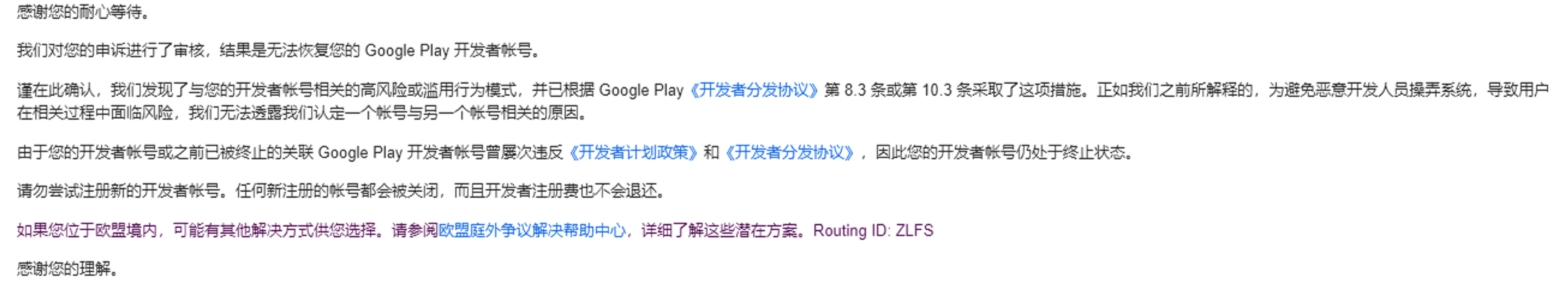 感谢您的耐心等待。
我们对您的申诉进行了审核，结果是无法恢复您的 Google Play 开发者帐号。
谨在此确认，我们发现了与您的开发者帐号相关的高风险或滥用行为模式，并已根据 Google Play《开发者分发协议》第 8.3 条或第 10.3 条采取了这项措施。正如我们之前所解释的，为避免恶意开发人员操弄系统，导致用户
在相关过程中面临风险，我们无法透露我们认定一个帐号与另一个帐号相关的原因。
由于您的开发者帐号或之前已被终止的关联 Google Play 开发者帐号曾屡次违反《开发者计划政策》和《开发者分发协议》，因此您的开发者帐号仍处于终止状态。
请勿尝试注册新的开发者帐号。任何新注册的帐号都会被关闭，而且开发者注册费也不会退还。
如果您位于欧盟境内，可能有其他解决方式供您选择。请参阅欧盟庭外争议解决帮助中心，详细了解这些潜在方案。Routing ID: ZLFS
感谢您的理解。